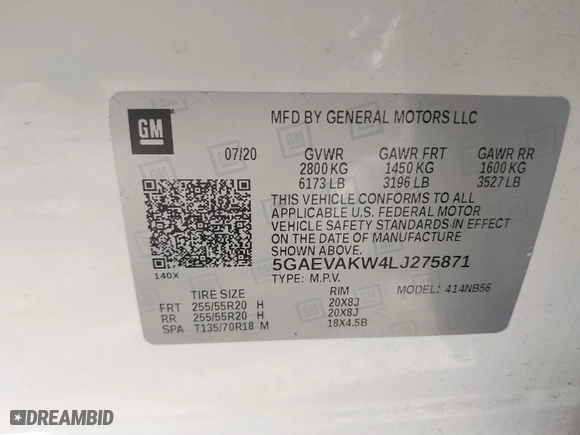 GM
MFD BY GENERAL MOTORS LLC
07/20 GVWR GAWR FRT GAWR RR
2800 KG 1450 KG 1600 KG
6173 LB 3196 LB 3527 LB
THIS VEHICLE CONFORMS TO ALL
APPLICABLE U.S. FEDERAL MOTOR
VEHICLE SAFETY STANDARDS IN EFFECT
ON THE DATE OF MANUFACTURE
SHOWN ABOVE.
5GAEVAKW4LJ275871
140X
TYPE: M.P.V. MODEL: 414NB56
TIRE SIZE RIM
FRT 255/55R20 H 20X8J
RR 255/55R20 H 20X8J
SPA T135/70R18 M 18X4.5B
DREAMBID